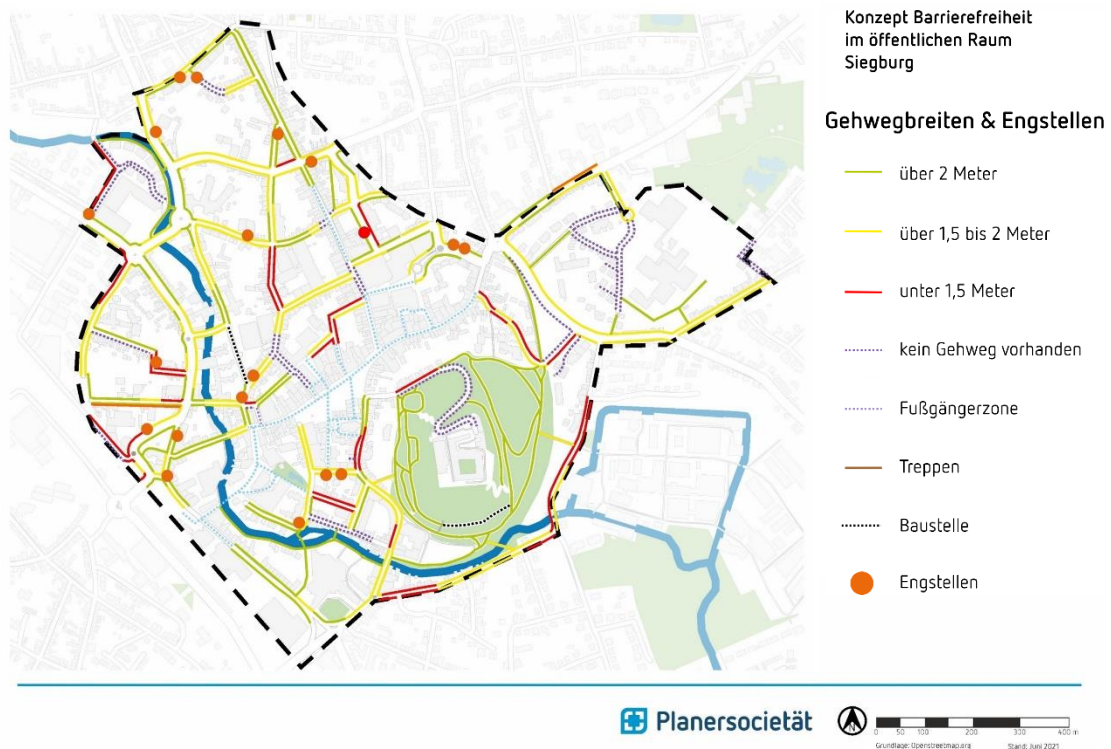 Konzept Barrierefreiheit
im öffentlichen Raum
Siegburg
Gehwegbreiten & Engstellen
über 2 Meter
über 1,5 bis 2 Meter
unter 1,5 Meter
kein Gehweg vorhanden
Fußgängerzone
Treppen
Baustelle
Engstellen
Planersocietät
N
0 50 100 200 300 400 m
Grundlage: Openstreetmap.org
Stand: Juni 2021